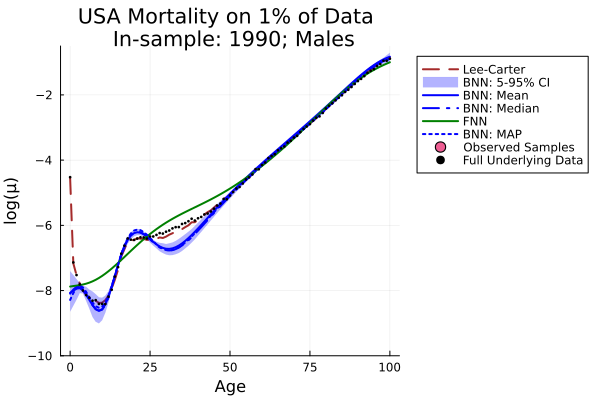 USA Mortality on 1% of Data
In-sample: 1990; Males
log(μ)
−2
−4
−6
−8
−10
0
25
50
75
100
Age
Lee-Carter
BNN: 5-95% CI
BNN: Mean
BNN: Median
FNN
BNN: MAP
Observed Samples
Full Underlying Data